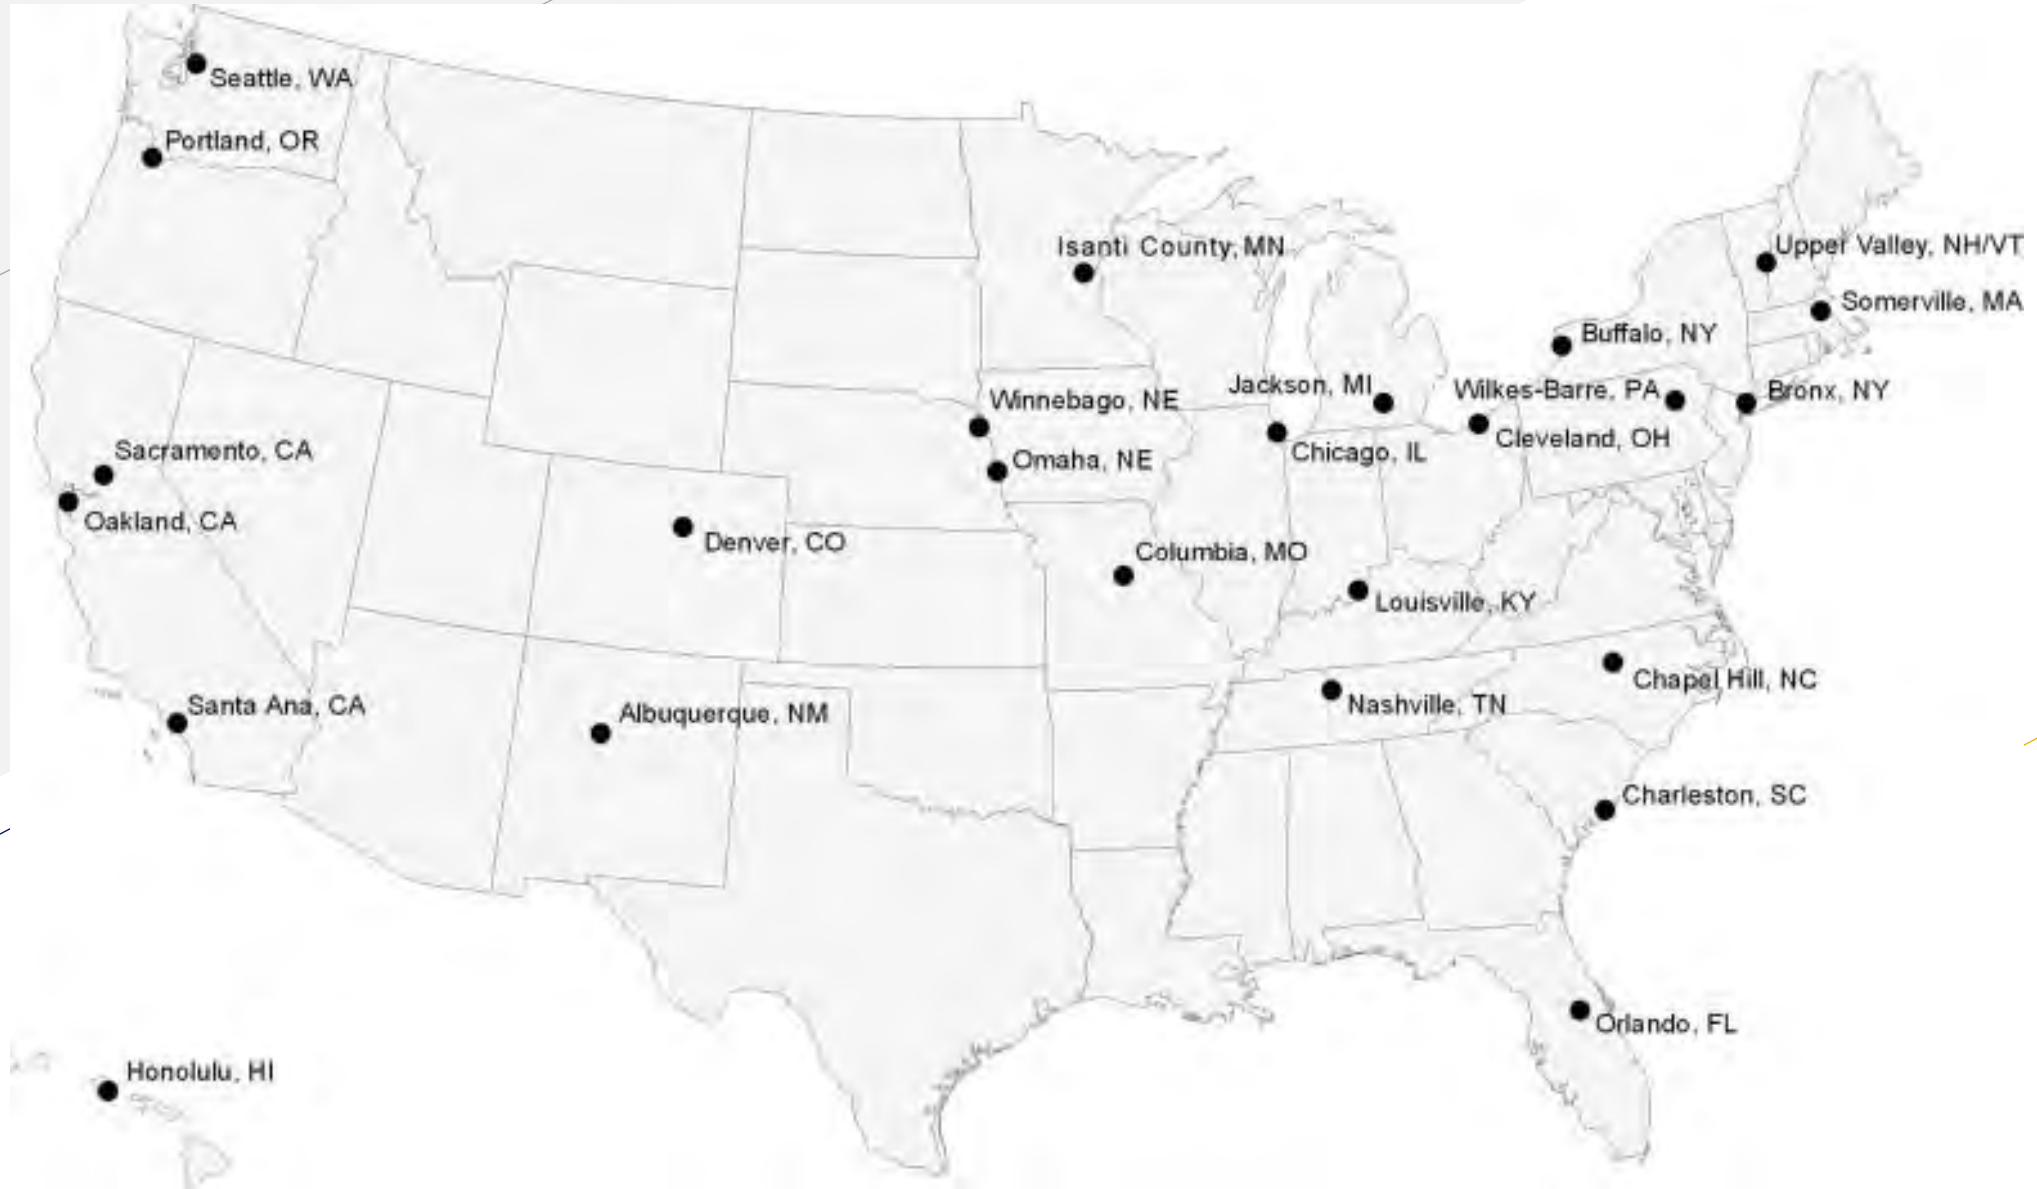 Seattle, WA
Portland, OR
Isanti County, MN
Upper Valley, NH/VT
Somerville, MA
Buffalo, NY
Jackson, MI
Wilkes-Barre, PA
Bronx, NY
Winnebago, NE
Cleveland, OH
Sacramento, CA
Chicago, IL
Omaha, NE
Oakland, CA
Denver, CO
Columbia, MO
Louisville, KY
Chapel Hill, NC
Santa Ana, CA
Nashville, TN
Albuquerque, NM
Charleston, SC
Orlando, FL
Honolulu, HI